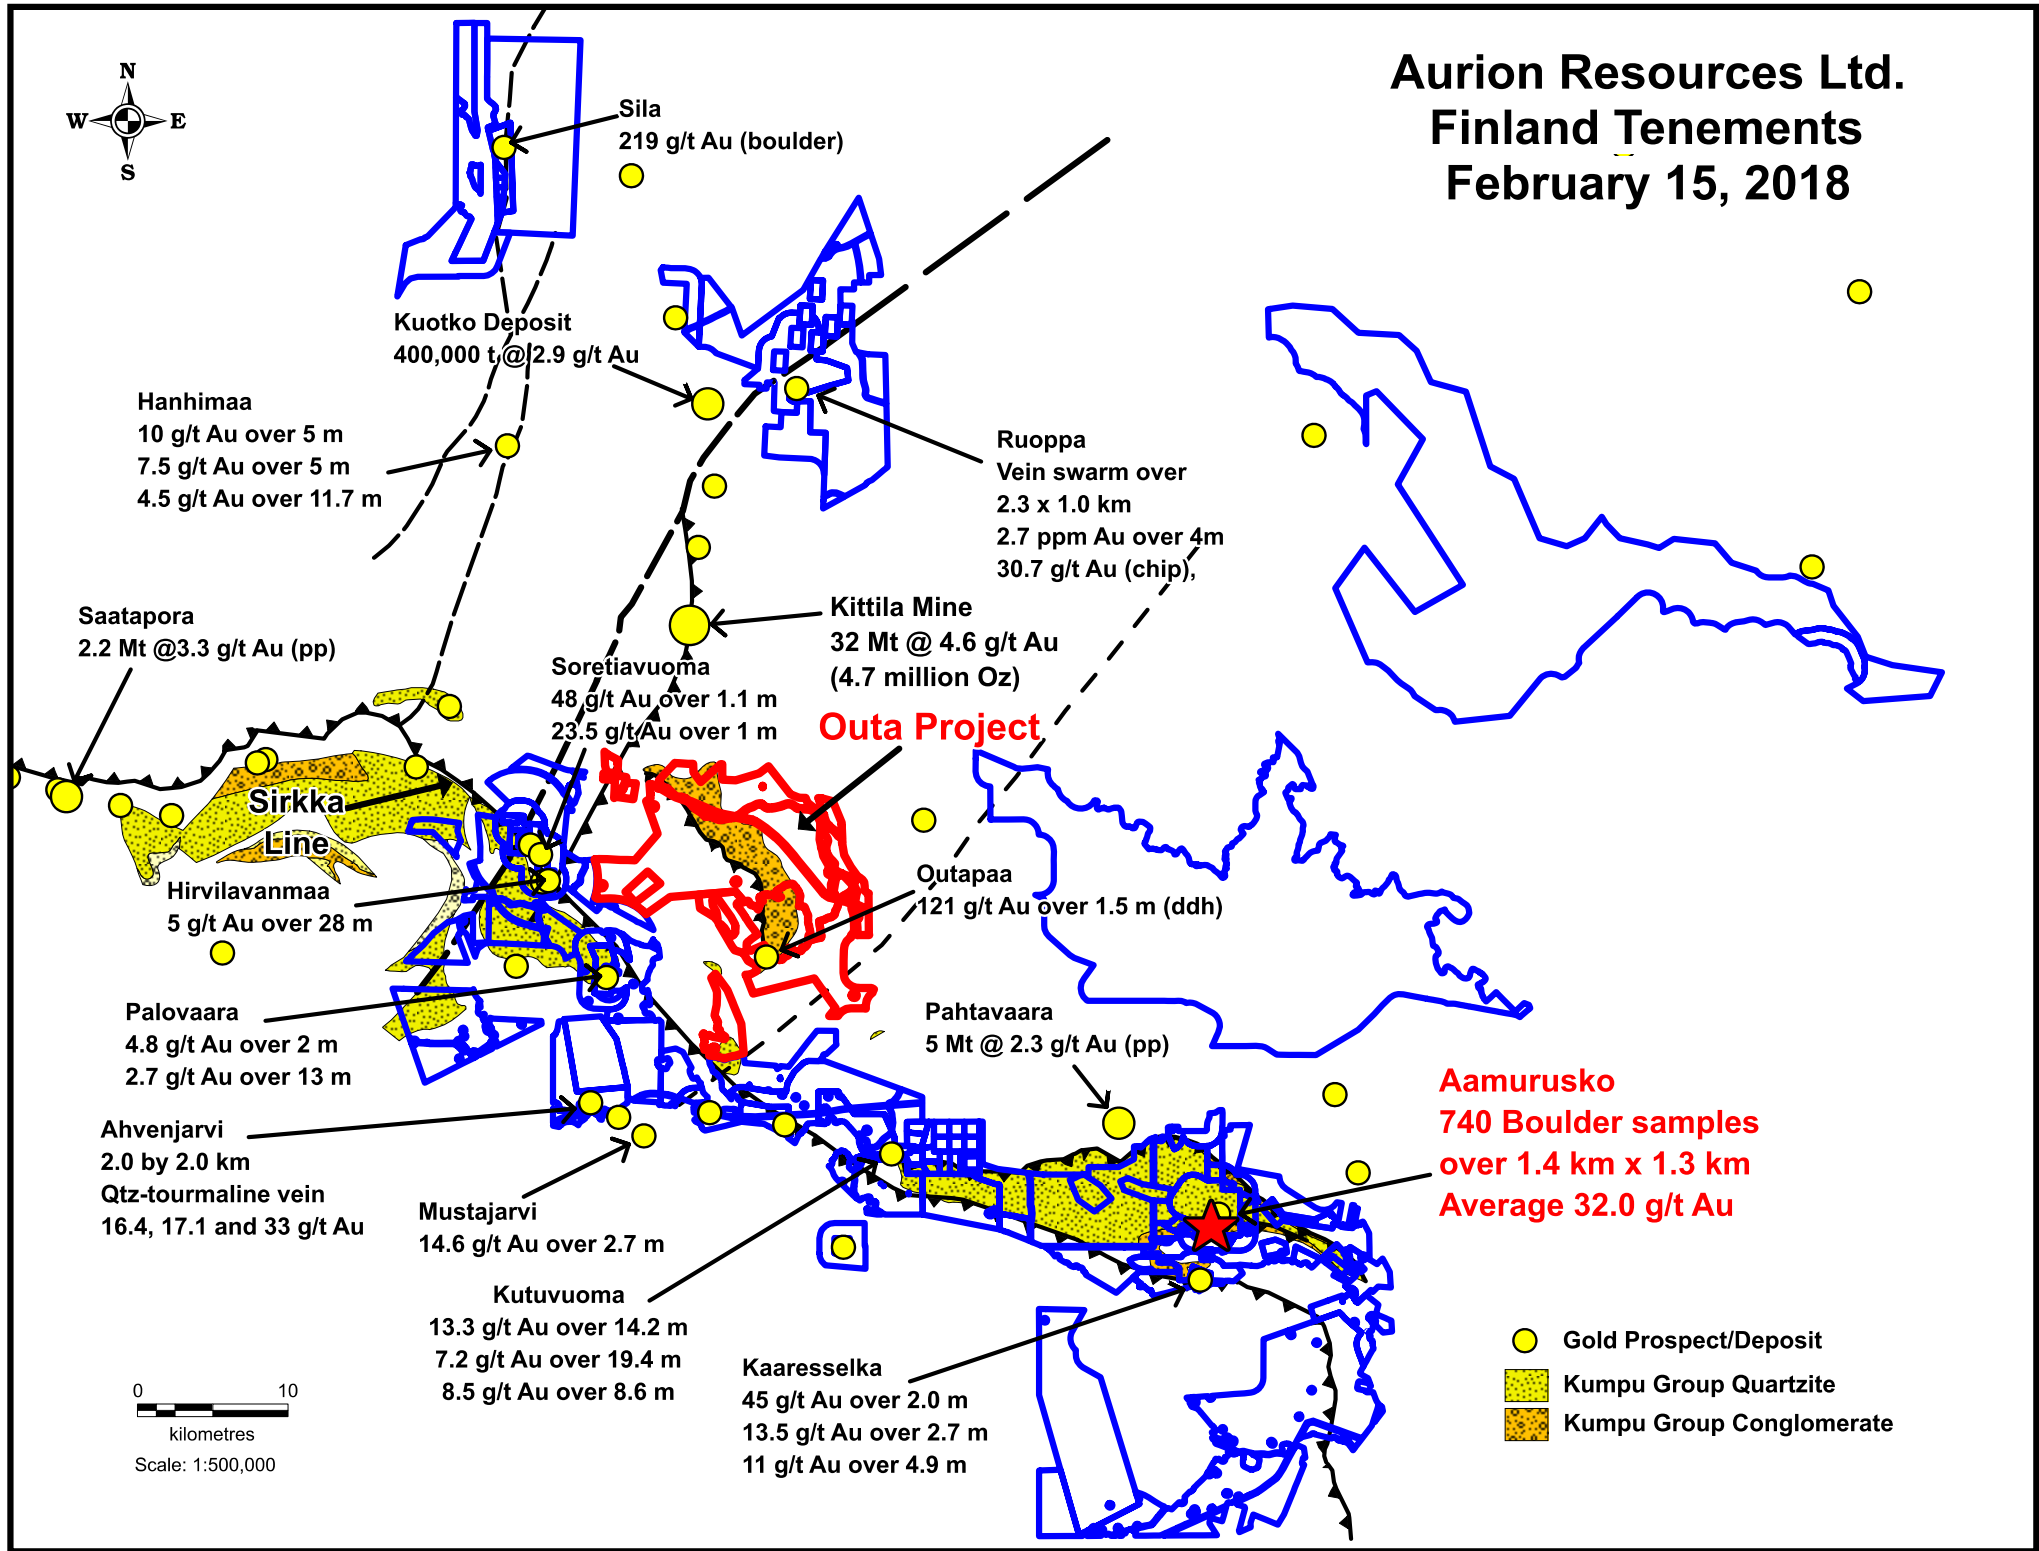 Aurion Resources Ltd.
Finland Tenements
February 15, 2018
N
W
E
S
Sila
219 g/t Au (boulder)
Kuotko Deposit
400,000 t @ 2.9 g/t Au
Hanhimaa
10 g/t Au over 5 m
7.5 g/t Au over 5 m
4.5 g/t Au over 11.7 m
Ruoppa
Vein swarm over
2.3 x 1.0 km
2.7 ppm Au over 4m
30.7 g/t Au (chip),
Saatapora
2.2 Mt @3.3 g/t Au (pp)
Kittila Mine
32 Mt @ 4.6 g/t Au
(4.7 million Oz)
Soretiavuoma
48 g/t Au over 1.1 m
23.5 g/t Au over 1 m
Outa Project
Sirkka
Line
Hirvilavanmaa
5 g/t Au over 28 m
Outapaa
121 g/t Au over 1.5 m (ddh)
Palovaara
4.8 g/t Au over 2 m
2.7 g/t Au over 13 m
Pahtavaara
5 Mt @ 2.3 g/t Au (pp)
Aamurusko
740 Boulder samples
over 1.4 km x 1.3 km
Average 32.0 g/t Au
Ahvenjarvi
2.0 by 2.0 km
Qtz-tourmaline vein
16.4, 17.1 and 33 g/t Au
Mustajarvi
14.6 g/t Au over 2.7 m
Kutuvuoma
13.3 g/t Au over 14.2 m
7.2 g/t Au over 19.4 m
8.5 g/t Au over 8.6 m
Kaaresselka
45 g/t Au over 2.0 m
13.5 g/t Au over 2.7 m
11 g/t Au over 4.9 m
Gold Prospect/Deposit
Kumpu Group Quartzite
Kumpu Group Conglomerate
0 10
kilometres
Scale: 1:500,000